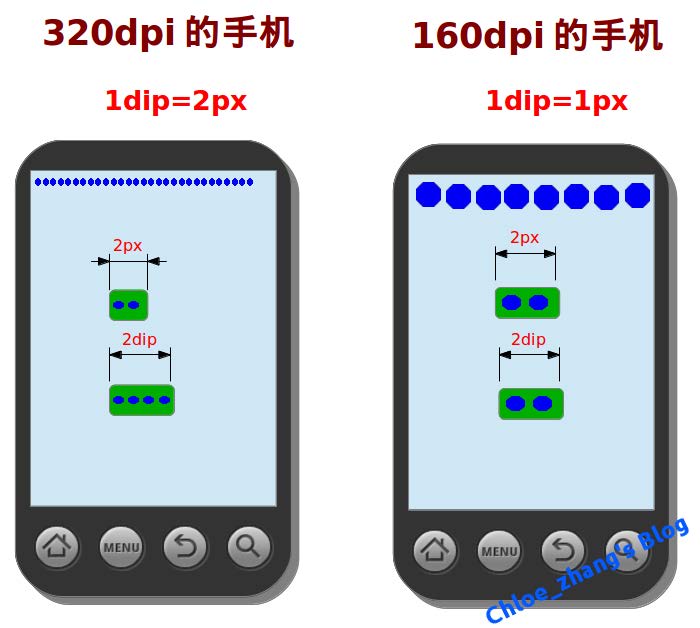 320dpi 的手机
160dpi 的手机
1dip=2px
1dip=1px
2px
2px
2dip
2dip
MENU
MENU
Chloe_zhang's Blog